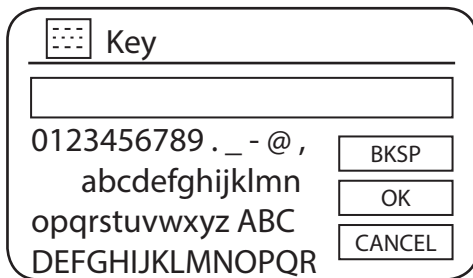 Key
0123456789 . _ - @ ,
abcdefghijklmn
opqrstuvwxyz ABC
DEFGHIJKLMNOPQR
BKSP
OK
CANCEL